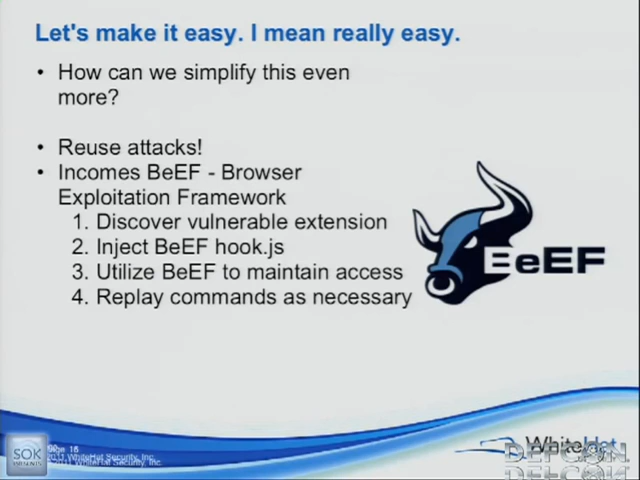 Let's make it easy. I mean really easy.
• How can we simplify this even
more?
• Reuse attacks!
• Incomes BeEF - Browser
Exploitation Framework
1. Discover vulnerable extension
2. Inject BeEF hook.js
3. Utilize BeEF to maintain access
4. Replay commands as necessary
BeEF
WhiteHat
DEFCON
SOK